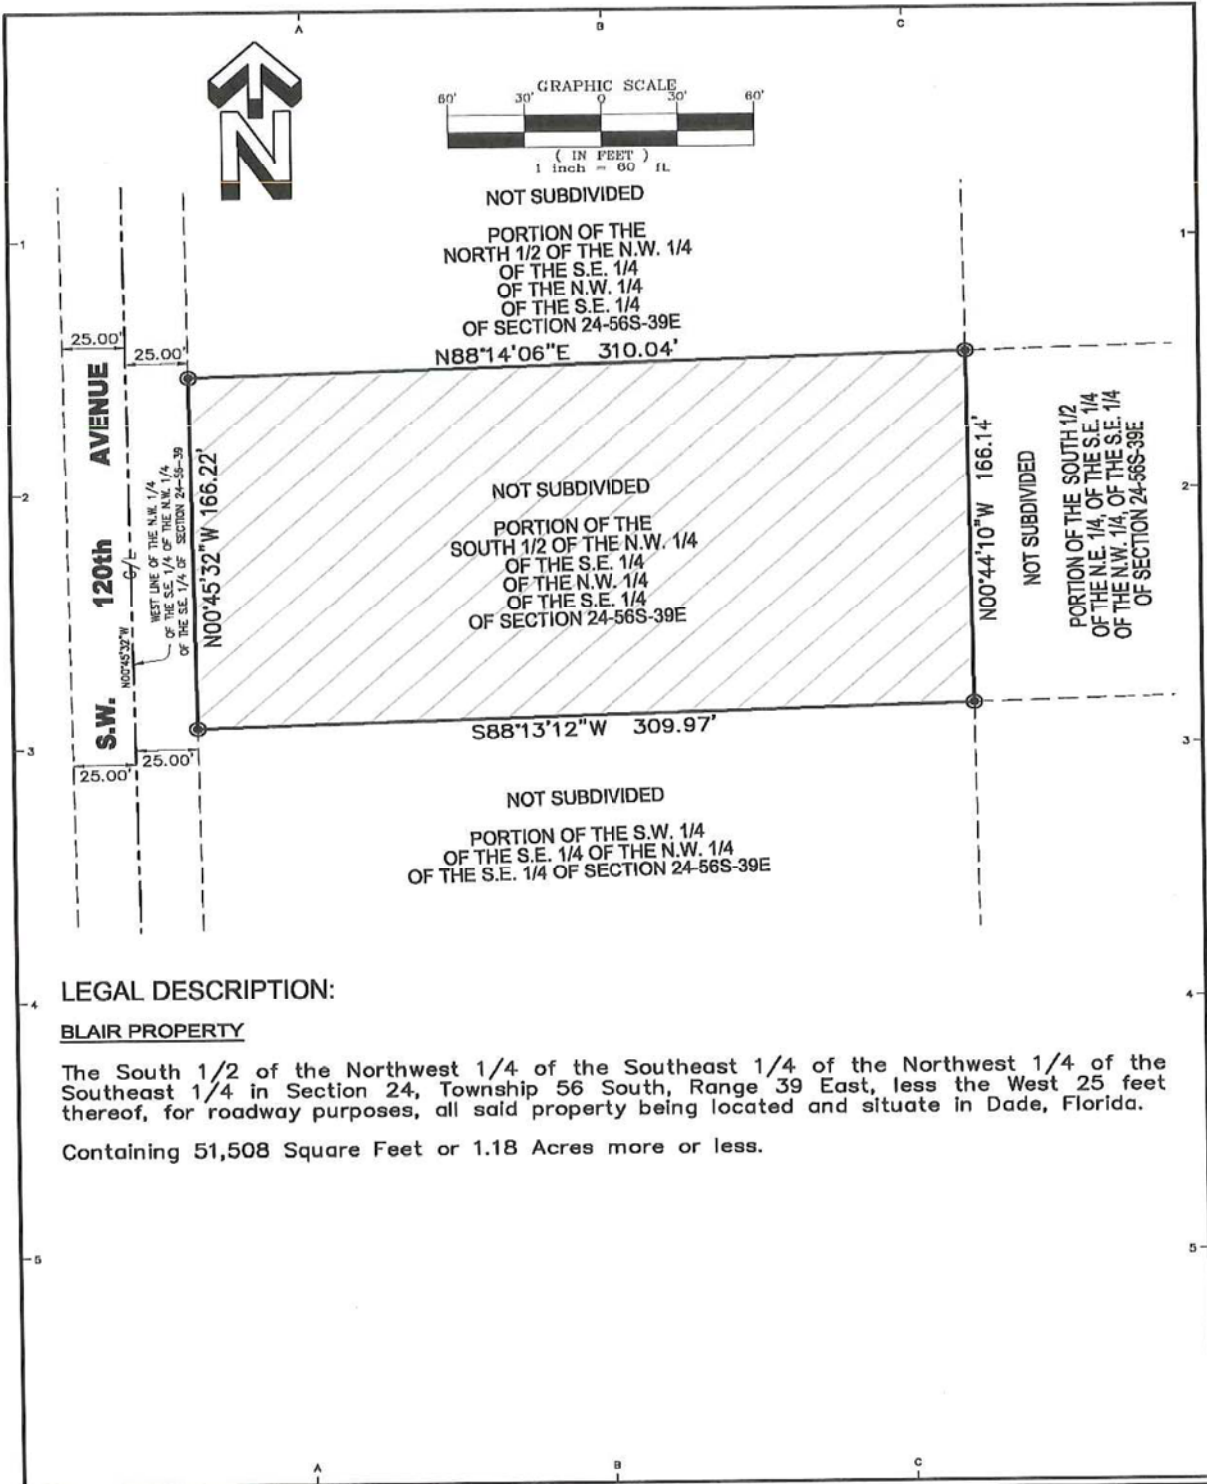 A B C
N
GRAPHIC SCALE
60' 30' 0 30' 60'
( IN FEET )
1 inch = 60 ft.
NOT SUBDIVIDED
PORTION OF THE
NORTH 1/2 OF THE N.W. 1/4
OF THE S.E. 1/4
OF THE N.W. 1/4
OF THE S.E. 1/4
OF SECTION 24-56S-39E
1 1
25.00'
25.00'
N88°14'06"E 310.04'
S.W. 120th AVENUE
C/L
N00°45'32"W
WEST LINE OF THE N.W. 1/4
OF THE S.E. 1/4 OF THE N.W. 1/4
OF THE S.E. 1/4 OF SECTION 24-56-39
N00°45'32"W 166.22'
2 2
NOT SUBDIVIDED
PORTION OF THE
SOUTH 1/2 OF THE N.W. 1/4
OF THE S.E. 1/4
OF THE N.W. 1/4
OF THE S.E. 1/4
OF SECTION 24-56S-39E
N00°44'10"W 166.14'
NOT SUBDIVIDED
PORTION OF THE SOUTH 1/2
OF THE N.E. 1/4, OF THE S.E. 1/4
OF THE N.W. 1/4, OF THE S.E. 1/4
OF SECTION 24-56S-39E
S88°13'12"W 309.97'
3 3
25.00'
25.00'
NOT SUBDIVIDED
PORTION OF THE S.W. 1/4
OF THE S.E. 1/4 OF THE N.W. 1/4
OF THE S.E. 1/4 OF SECTION 24-56S-39E
4 4
LEGAL DESCRIPTION:
BLAIR PROPERTY
The South 1/2 of the Northwest 1/4 of the Southeast 1/4 of the Northwest 1/4 of the
Southeast 1/4 in Section 24, Township 56 South, Range 39 East, less the West 25 feet
thereof, for roadway purposes, all said property being located and situate in Dade, Florida.
Containing 51,508 Square Feet or 1.18 Acres more or less.
5 5
A B C